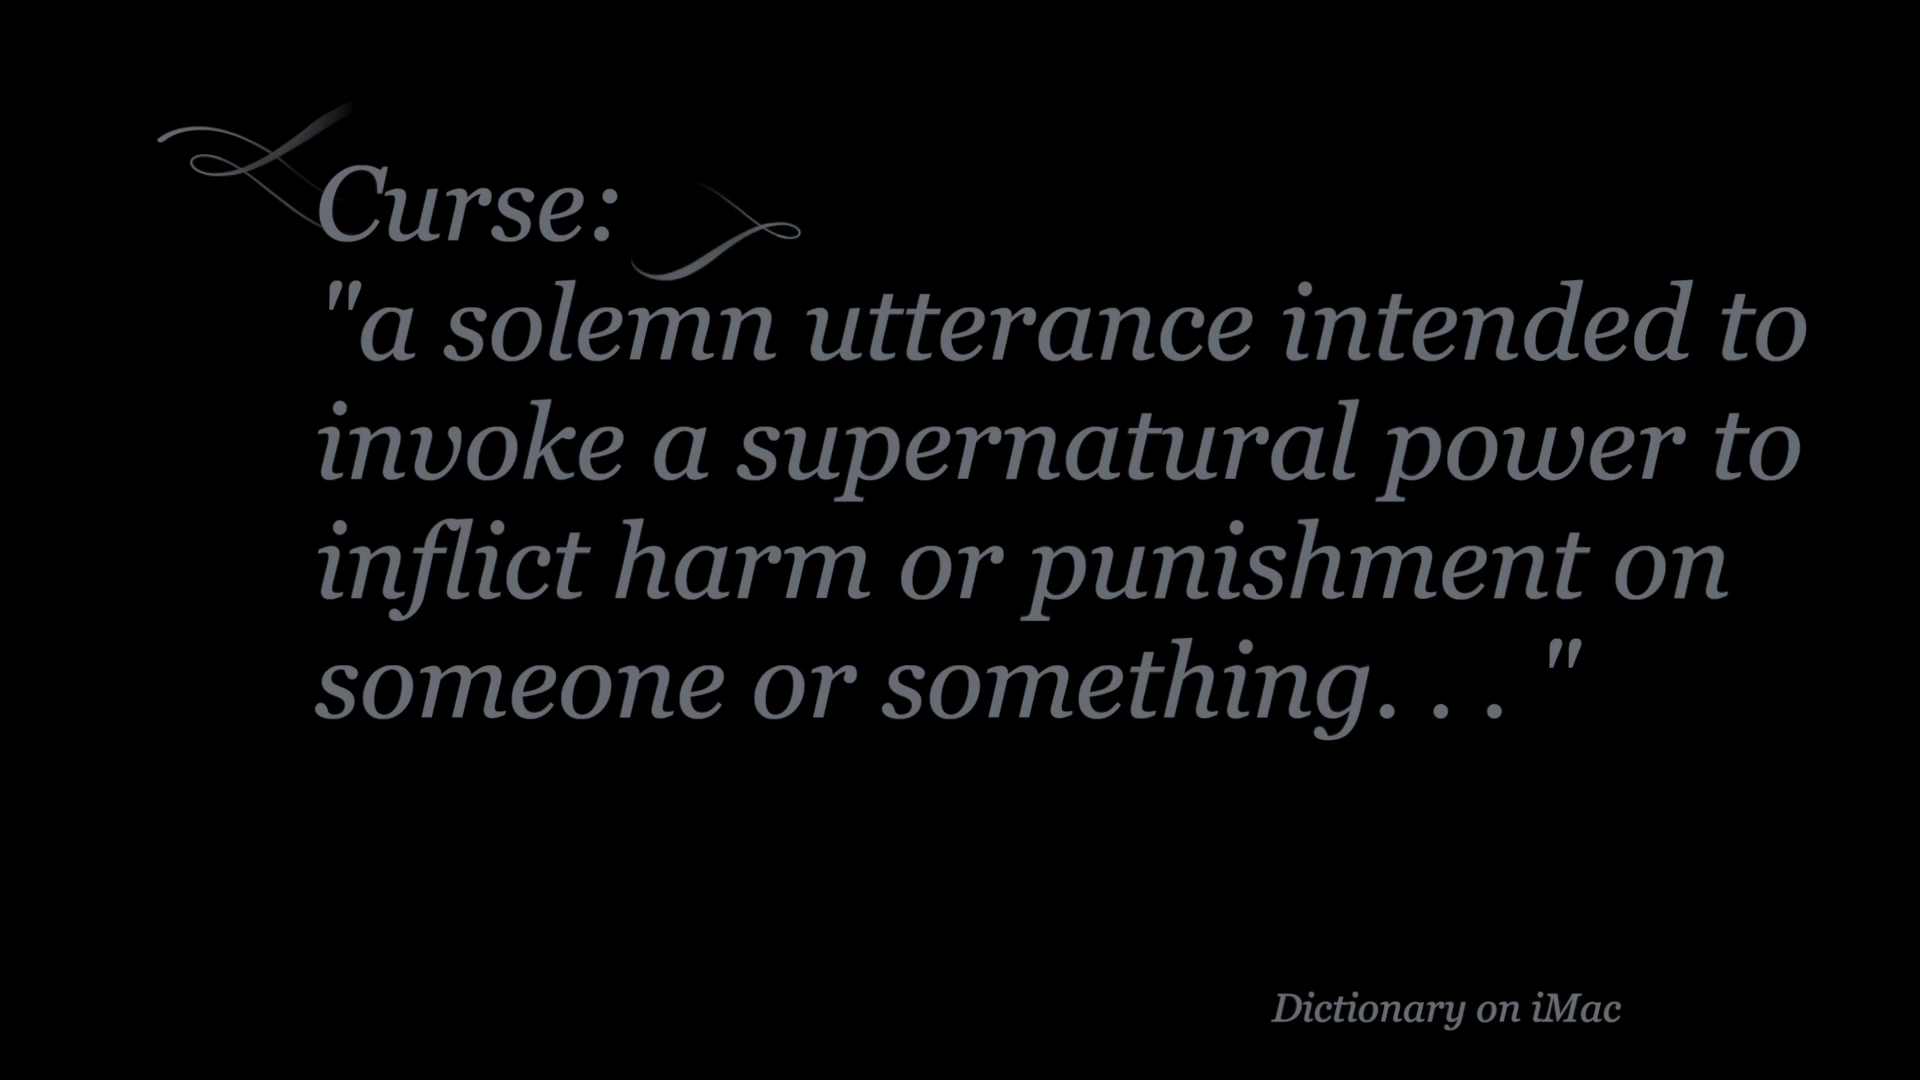 Curse:
"a solemn utterance intended to
invoke a supernatural power to
inflict harm or punishment on
someone or something. . . "
Dictionary on iMac